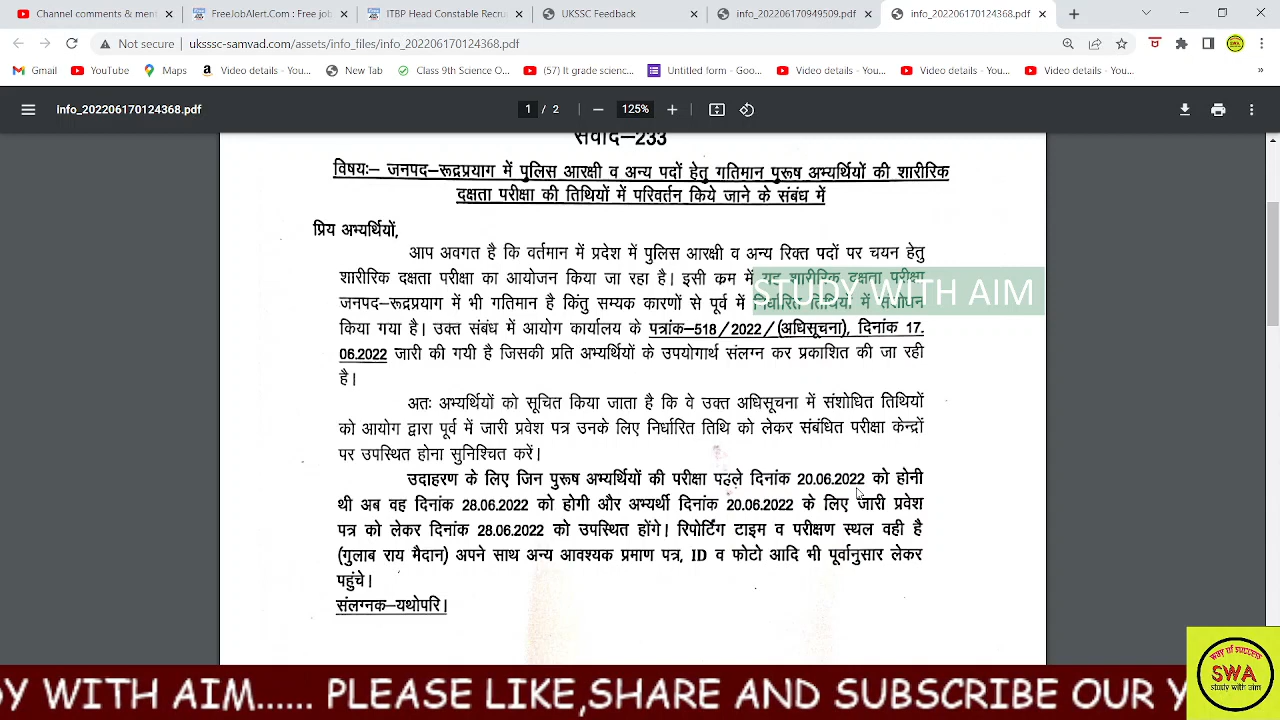 Comments & menti
FreeJobAlert.Com : Free job
ITBP Head Constable Recru
UKSSC Feedback
info_202206170949509.pdf
info_202206170124368.pdf
Not secure | uksssc-samvad.com/assets/info_files/info_202206170124368.pdf
Gmail
YouTube
Maps
Video details - You...
New Tab
Class 9th Science O...
(57) It grade scienc...
Untitled form - Goo...
Video details - You...
Video details - You...
Video details - You...
»
info_202206170124368.pdf
1 / 2
125%
संवाद–233
विषयः– जनपद–रूद्रप्रयाग में पुलिस आरक्षी व अन्य पदों हेतु गतिमान पुरूष अभ्यर्थियों की शारीरिक
दक्षता परीक्षा की तिथियों में परिवर्तन किये जाने के संबंध में
प्रिय अभ्यर्थियों,
आप अवगत है कि वर्तमान में प्रदेश में पुलिस आरक्षी व अन्य रिक्त पदों पर चयन हेतु
शारीरिक दक्षता परीक्षा का आयोजन किया जा रहा है। इसी क्रम में यह शारीरिक दक्षता परीक्षा
जनपद–रूद्रप्रयाग में भी गतिमान है किंतु सम्यक कारणों से पूर्व में निर्धारित तिथियों में संशोधन
STUDY WITH AIM
किया गया है। उक्त संबंध में आयोग कार्यालय के पत्रांक–518/2022/(अधिसूचना), दिनांक 17.
06.2022 जारी की गयी है जिसकी प्रति अभ्यर्थियों के उपयोगार्थ संलग्न कर प्रकाशित की जा रही
है।
अतः अभ्यर्थियों को सूचित किया जाता है कि वे उक्त अधिसूचना में संशोधित तिथियों
को आयोग द्वारा पूर्व में जारी प्रवेश पत्र उनके लिए निर्धारित तिथि को लेकर संबंधित परीक्षा केन्द्रों
पर उपस्थित होना सुनिश्चित करें।
उदाहरण के लिए जिन पुरूष अभ्यर्थियों की परीक्षा पहले दिनांक 20.06.2022 को होनी
थी अब वह दिनांक 28.06.2022 को होगी और अभ्यर्थी दिनांक 20.06.2022 के लिए जारी प्रवेश
पत्र को लेकर दिनांक 28.06.2022 को उपस्थित होंगे। रिपोर्टिंग टाइम व परीक्षण स्थल वही है
(गुलाब राय मैदान) अपने साथ अन्य आवश्यक प्रमाण पत्र, ID व फोटो आदि भी पूर्वानुसार लेकर
पहुंचे।
संलग्नक–यथोपरि।
DY WITH AIM...... PLEASE LIKE,SHARE AND SUBSCRIBE OUR Y
way of success
SWA
study with aim